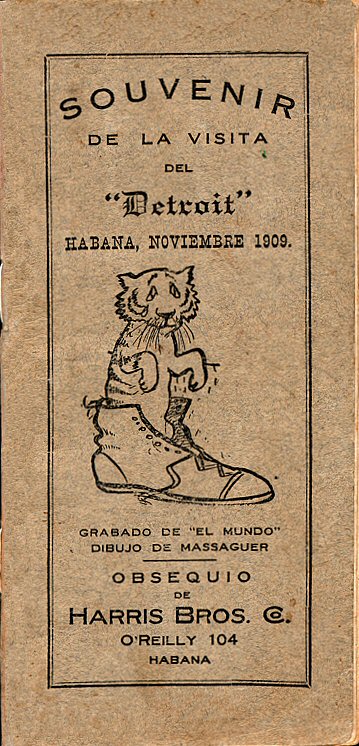 SOUVENIR
DE LA VISITA
DEL
"Detroit"
HABANA, NOVIEMBRE 1909.
GRABADO DE "EL MUNDO"
DIBUJO DE MASSAGUER
OBSEQUIO
DE
HARRIS BROS. Co.
O'REILLY 104
HABANA